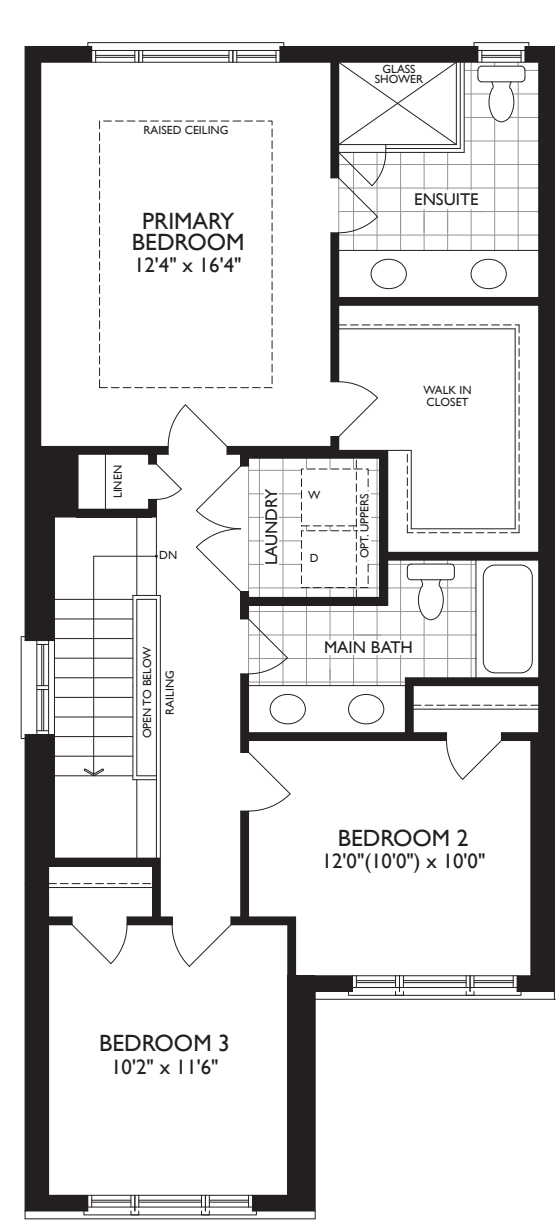 GLASS
SHOWER
RAISED CEILING
ENSUITE
PRIMARY
BEDROOM
12'4" x 16'4"
WALK IN
CLOSET
LINEN
LAUNDRY
W
D
OPT. UPPERS
DN
OPEN TO BELOW
RAILING
MAIN BATH
BEDROOM 2
12'0"(10'0") x 10'0"
BEDROOM 3
10'2" x 11'6"